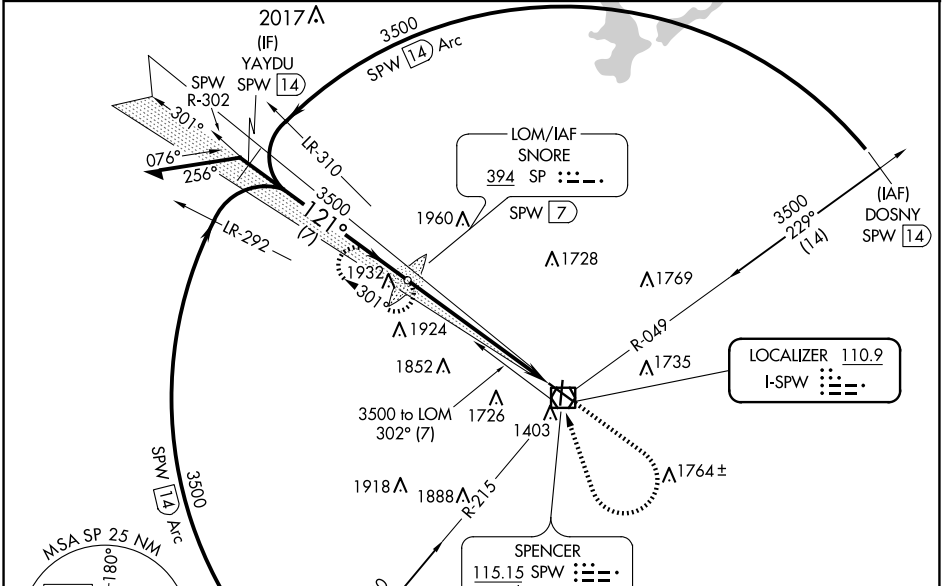 2017
(IF)
YAYDU
SPW 14
3500
SPW 14 Arc
SPW
R-302
301°
076°
256°
LR-310
3500
121°
(7)
LR-292
LOM/IAF
SNORE
394 SP
SPW 7
1960
1932
301°
1924
1728
1769
3500
229°
(14)
(IAF)
DOSNY
SPW 14
R-049
1852
1735
LOCALIZER 110.9
I-SPW
3500 to LOM
302° (7)
1726
1403
SPW 14 Arc
3500
1918
1888
R-215
1764±
MSA SP 25 NM
180°
SPENCER
115.15 SPW